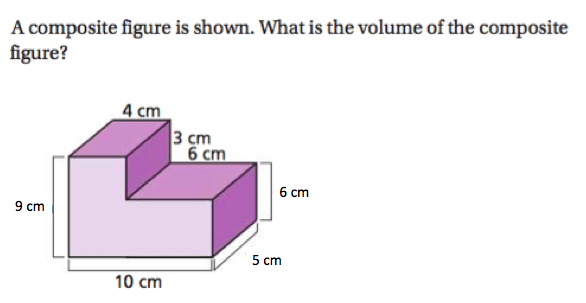 A composite figure is shown. What is the volume of the composite
figure?
4 cm
3 cm
6 cm
6 cm
9 cm
5 cm
10 cm